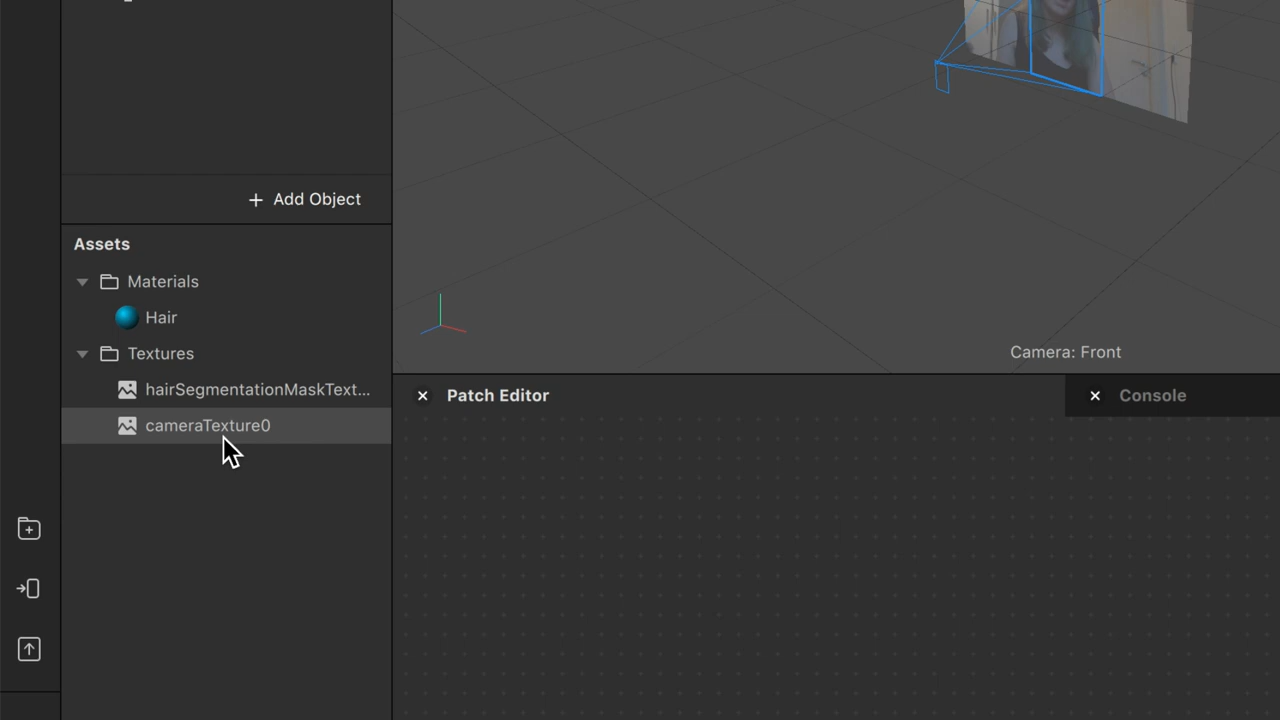 + Add Object
Assets
Materials
Hair
Textures
hairSegmentationMaskText...
cameraTexture0
Camera: Front
Patch Editor
Console